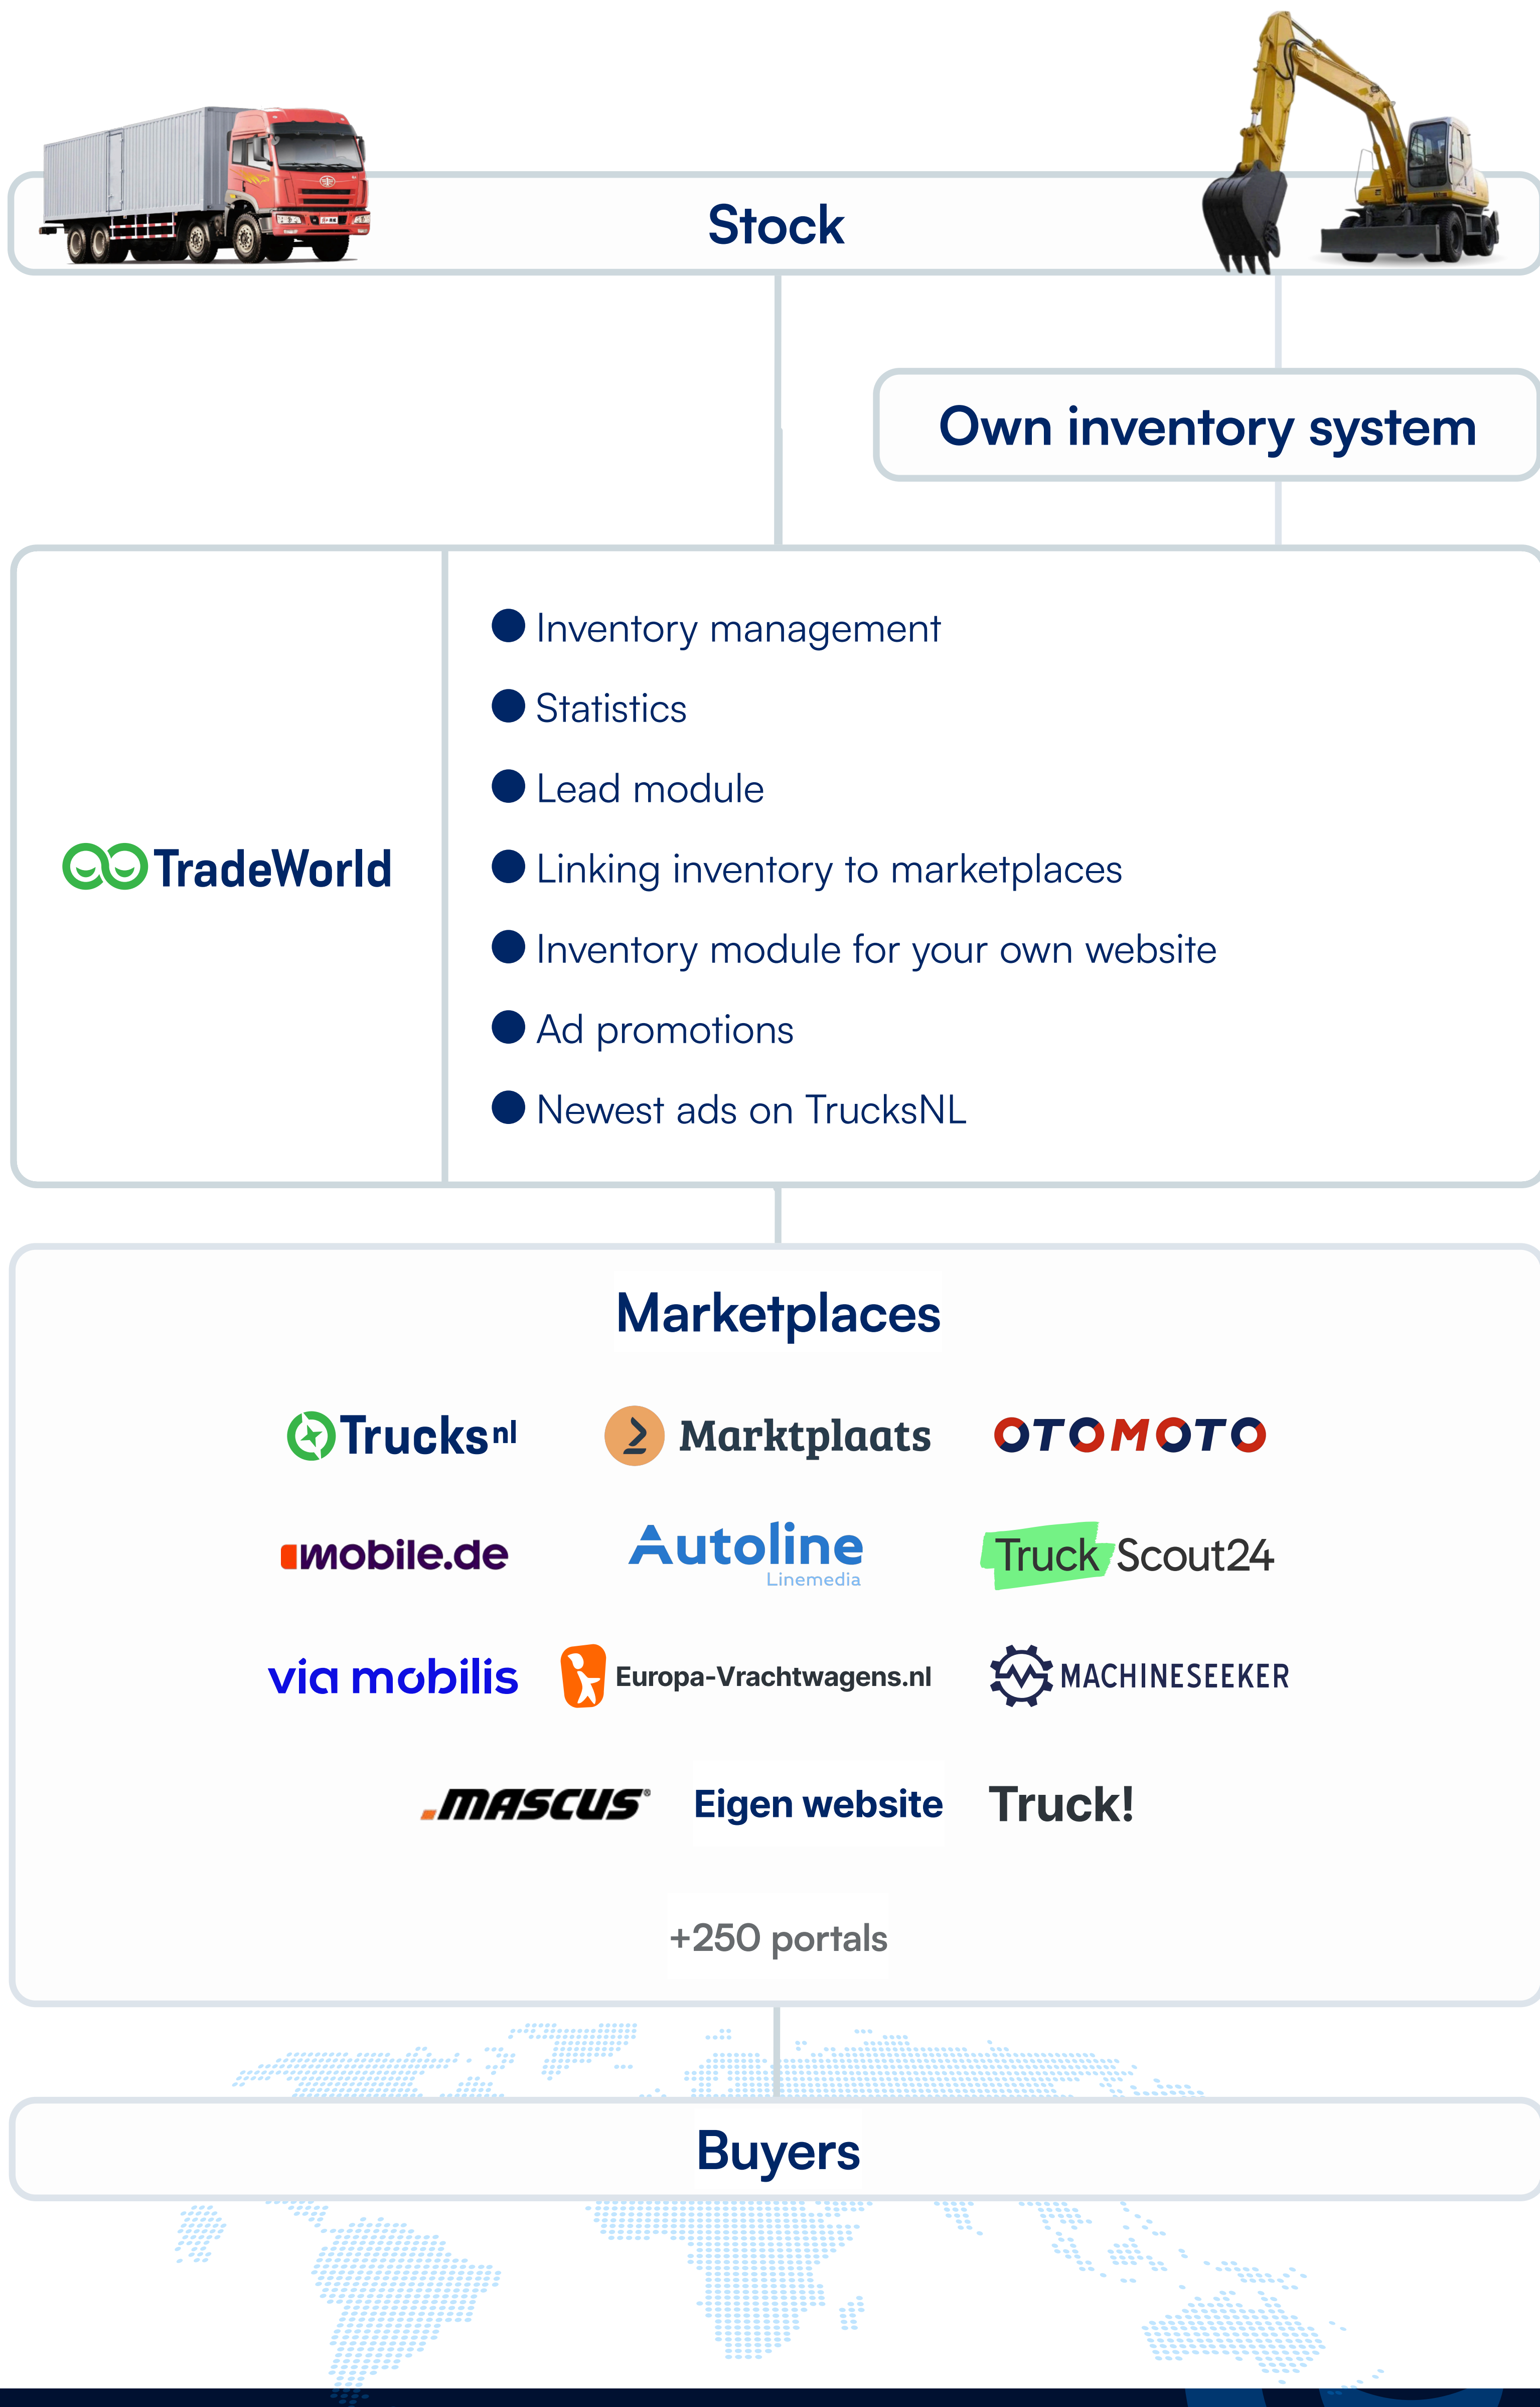 Stock
Own inventory system
TradeWorld
Inventory management
Statistics
Lead module
Linking inventory to marketplaces
Inventory module for your own website
Ad promotions
Newest ads on TrucksNL
Marketplaces
Trucks nl
Marktplaats
OTOMOTO
mobile.de
Autoline
Linemedia
TruckScout24
via mobilis
Europa-Vrachtwagens.nl
MACHINESEEKER
MASCUS®
Eigen website
Truck!
+250 portals
Buyers